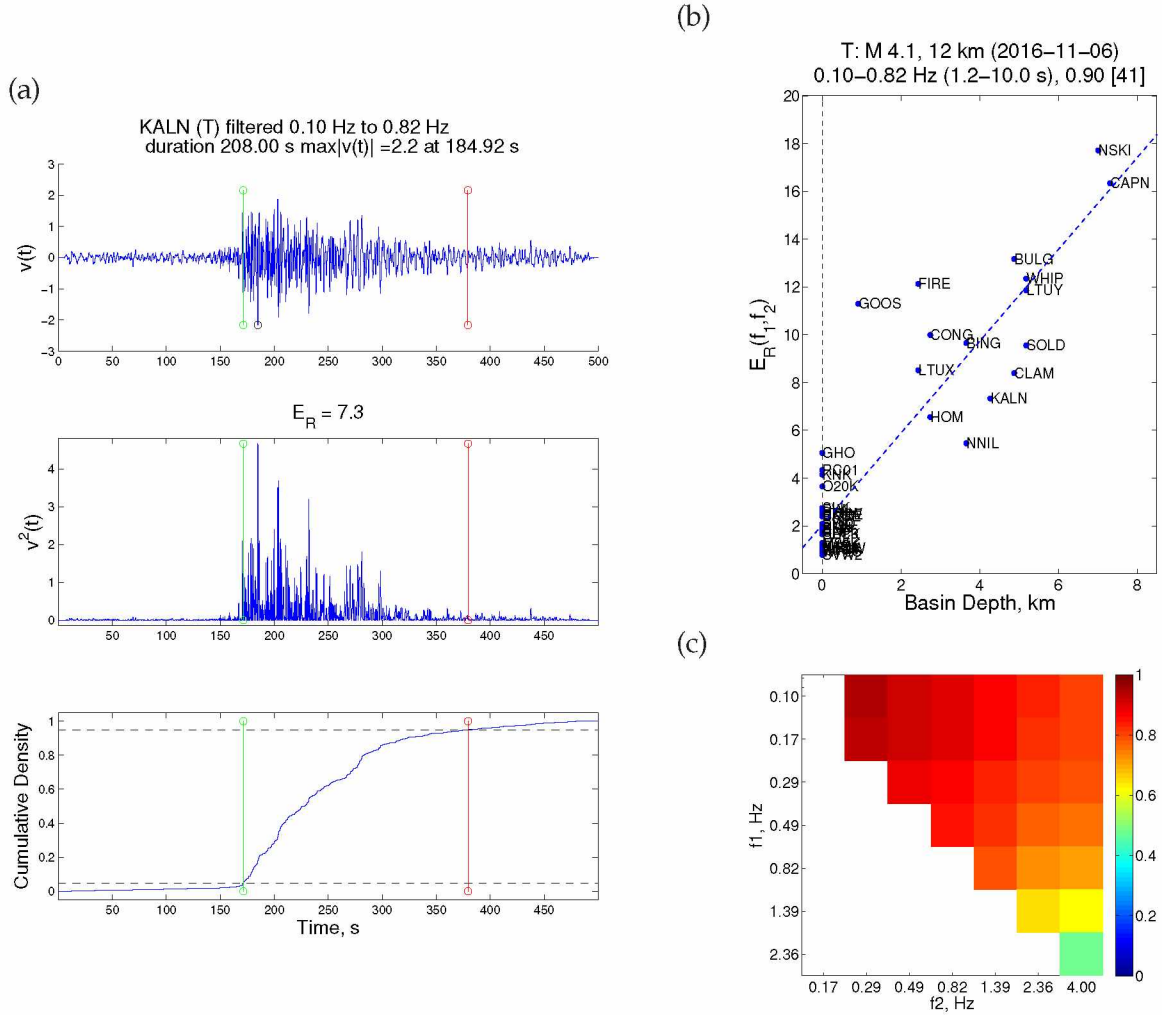 (a)
KALN (T) filtered 0.10 Hz to 0.82 Hz
duration 208.00 s max|v(t)| =2.2 at 184.92 s
v(t)
3
2
1
0
−1
−2
−3
0 50 100 150 200 250 300 350 400 450 500
E_R = 7.3
v²(t)
4
3
2
1
0
50 100 150 200 250 300 350 400 450
Cumulative Density
1
0.8
0.6
0.4
0.2
0
50 100 150 200 250 300 350 400 450
Time, s
(b)
T: M 4.1, 12 km (2016−11−06)
0.10−0.82 Hz (1.2−10.0 s), 0.90 [41]
E_R(f_1,f_2)
20
18
16
14
12
10
8
6
4
2
0
NSKI
CAPN
BULG
WHIP
FIRE
LTUY
GOOS
CONG
BING
SOLD
LTUX
CLAM
KALN
HOM
NNIL
GHO
RC01
KNK
O20K
0 2 4 6 8
Basin Depth, km
(c)
f1, Hz
0.10
0.17
0.29
0.49
0.82
1.39
2.36
0.17 0.29 0.49 0.82 1.39 2.36 4.00
f2, Hz
1
0.8
0.6
0.4
0.2
0